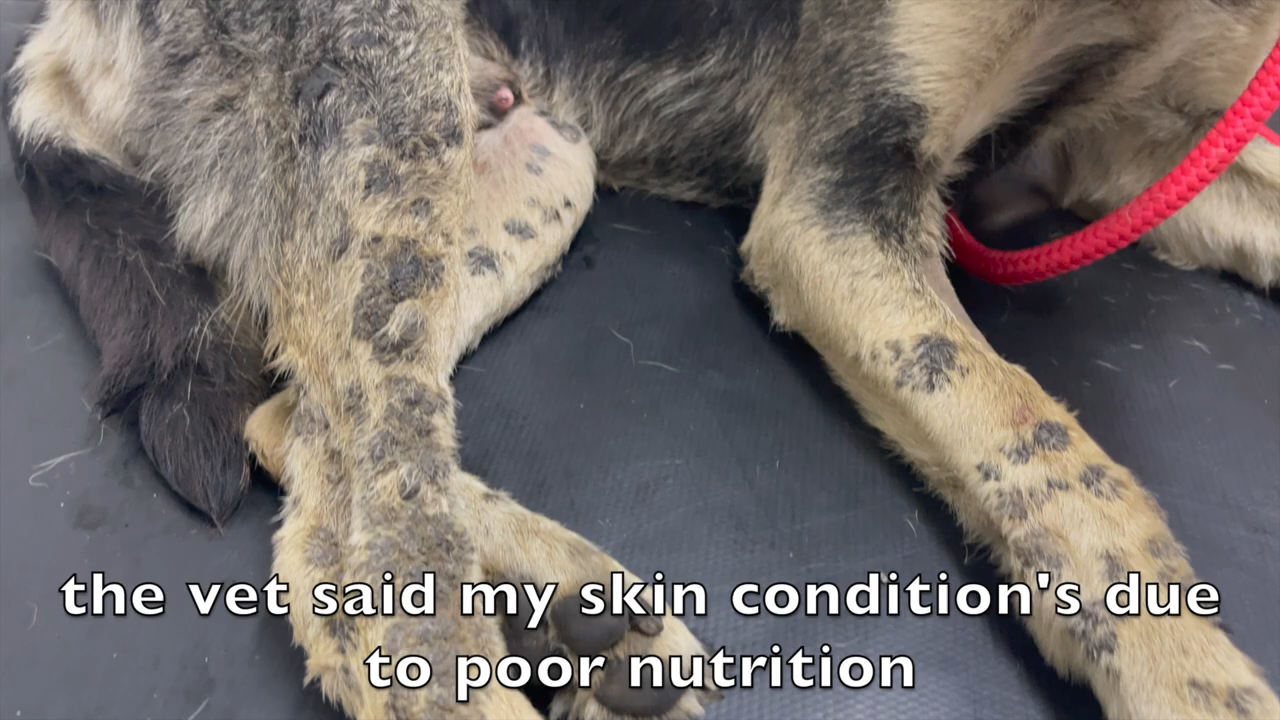 the vet said my skin condition's due
to poor nutrition